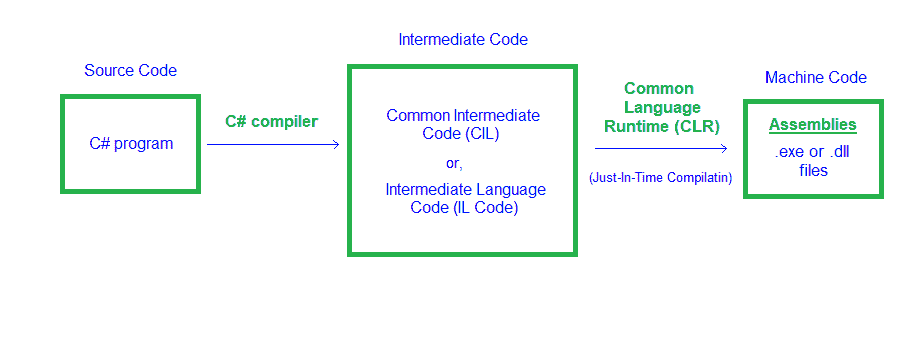 Source Code
C# program
C# compiler
Intermediate Code
Common Intermediate
Code (CIL)
or,
Intermediate Language
Code (IL Code)
Common
Language
Runtime (CLR)
(Just-In-Time Compilatin)
Machine Code
Assemblies
.exe or .dll
files